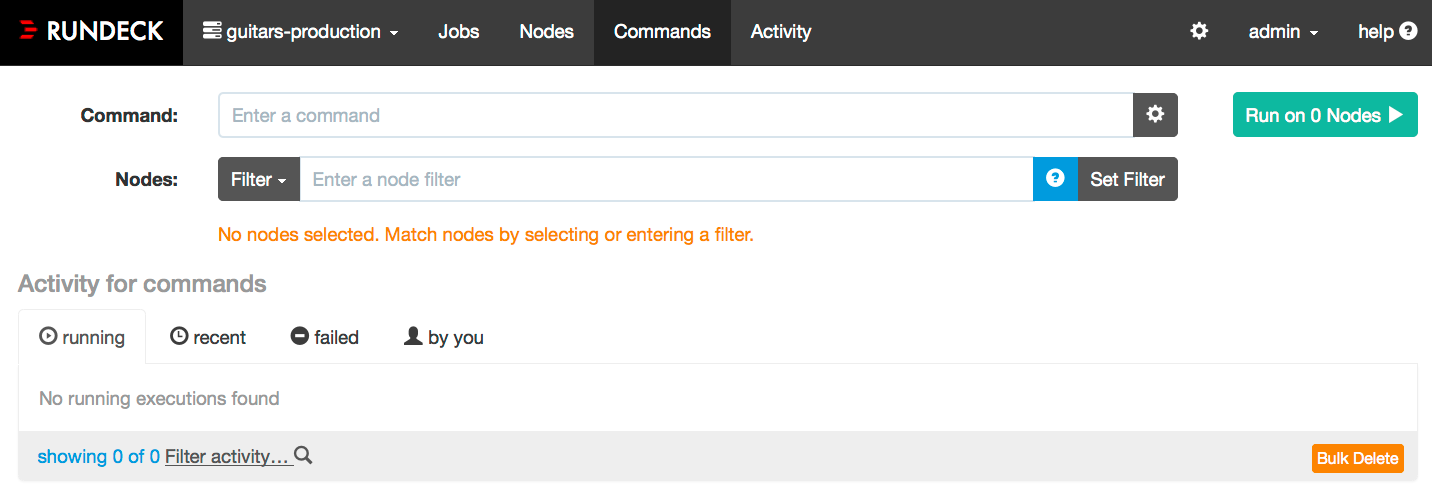 RUNDECK guitars-production Jobs Nodes Commands Activity admin help ?
Command: Enter a command Run on 0 Nodes
Nodes: Filter Enter a node filter ? Set Filter
No nodes selected. Match nodes by selecting or entering a filter.
Activity for commands
running recent failed by you
No running executions found
showing 0 of 0 Filter activity... Bulk Delete